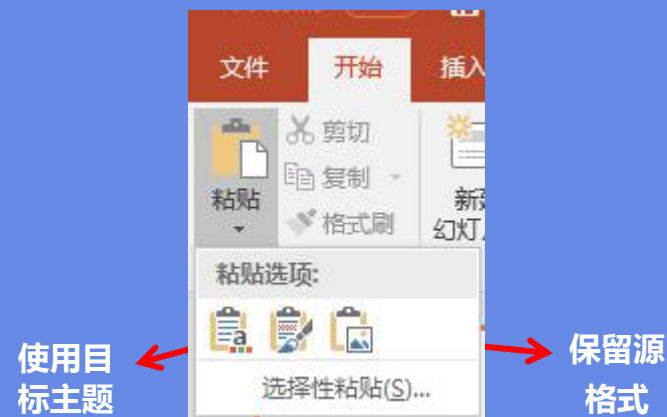 文件 开始 插入
剪切
复制
粘贴
格式刷
新建
幻灯
粘贴选项:
a
选择性粘贴(S)...
使用目
标主题
保留源
格式